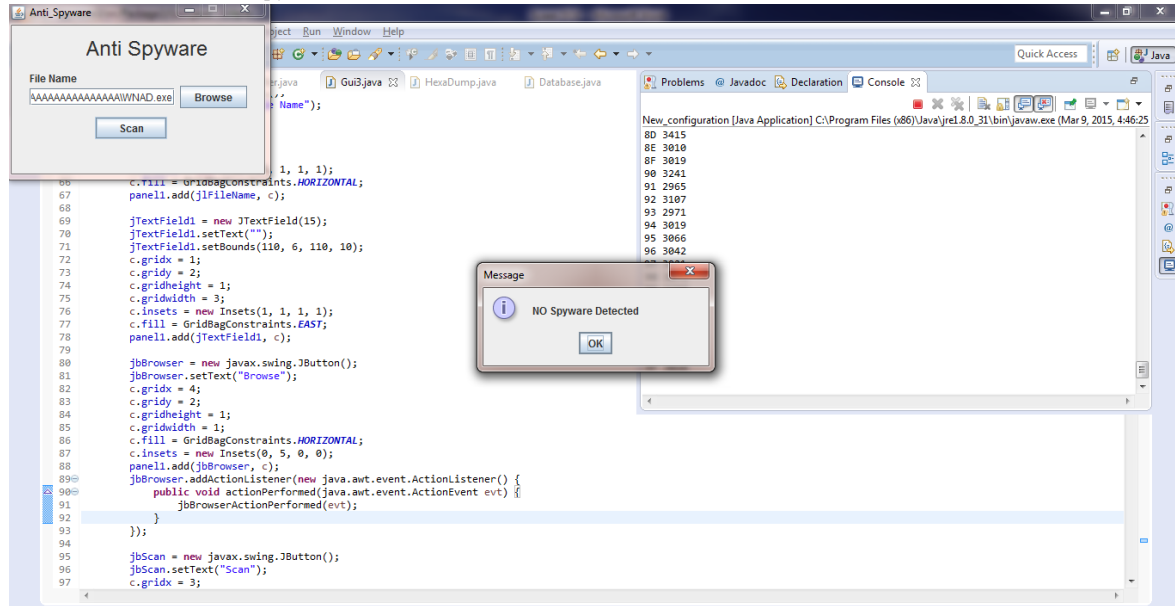 Anti_Spyware
Anti Spyware
File Name
AAAAAAAAAAAAAAA\WNAD.exe
Browse
Scan
Run Window Help
Quick Access
Java
Gui3.java
HexaDump.java
Database.java
Name");
1, 1, 1);
66 c.fill = GridBagConstraints.HORIZONTAL;
67 panel1.add(jlFileName, c);
68
69 jTextField1 = new JTextField(15);
70 jTextField1.setText("");
71 jTextField1.setBounds(110, 6, 110, 10);
72 c.gridx = 1;
73 c.gridy = 2;
74 c.gridheight = 1;
75 c.gridwidth = 3;
76 c.insets = new Insets(1, 1, 1, 1);
77 c.fill = GridBagConstraints.EAST;
78 panel1.add(jTextField1, c);
79
80 jbBrowser = new javax.swing.JButton();
81 jbBrowser.setText("Browse");
82 c.gridx = 4;
83 c.gridy = 2;
84 c.gridheight = 1;
85 c.gridwidth = 1;
86 c.fill = GridBagConstraints.HORIZONTAL;
87 c.insets = new Insets(0, 5, 0, 0);
88 panel1.add(jbBrowser, c);
89 jbBrowser.addActionListener(new java.awt.event.ActionListener() {
90 public void actionPerformed(java.awt.event.ActionEvent evt) {
91 jbBrowserActionPerformed(evt);
92 }
93 });
94
95 jbScan = new javax.swing.JButton();
96 jbScan.setText("Scan");
97 c.gridx = 3;
Problems @ Javadoc Declaration Console
New_configuration [Java Application] C:\Program Files (x86)\Java\jre1.8.0_31\bin\javaw.exe (Mar 9, 2015, 4:46:25
8D 3415
8E 3010
8F 3019
90 3241
91 2965
92 3107
93 2971
94 3019
95 3066
96 3042
Message
NO Spyware Detected
OK